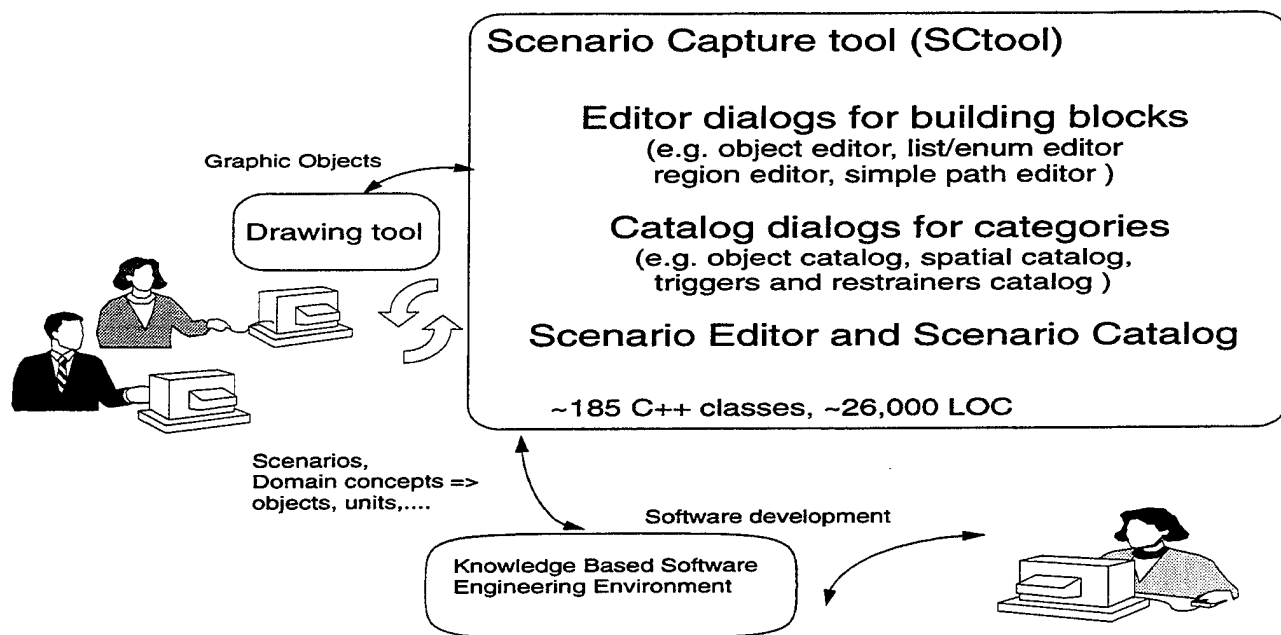 Scenario Capture tool (SCtool)
Editor dialogs for building blocks
(e.g. object editor, list/enum editor
region editor, simple path editor )
Graphic Objects
Drawing tool
Catalog dialogs for categories
(e.g. object catalog, spatial catalog,
triggers and restrainers catalog )
Scenario Editor and Scenario Catalog
~185 C++ classes, ~26,000 LOC
Scenarios,
Domain concepts =>
objects, units,....
Software development
Knowledge Based Software
Engineering Environment